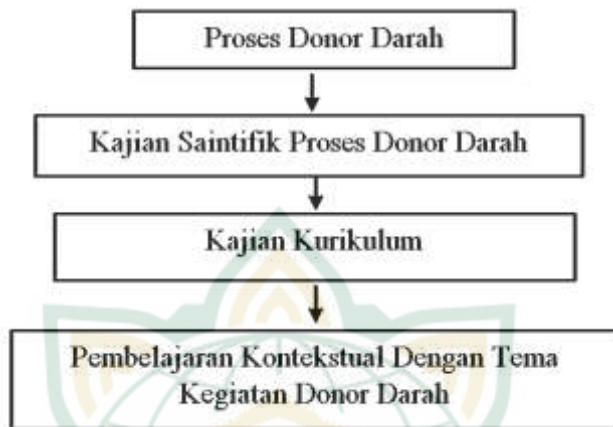 Proses Donor Darah
Kajian Saintifik Proses Donor Darah
Kajian Kurikulum
Pembelajaran Kontekstual Dengan Tema
Kegiatan Donor Darah